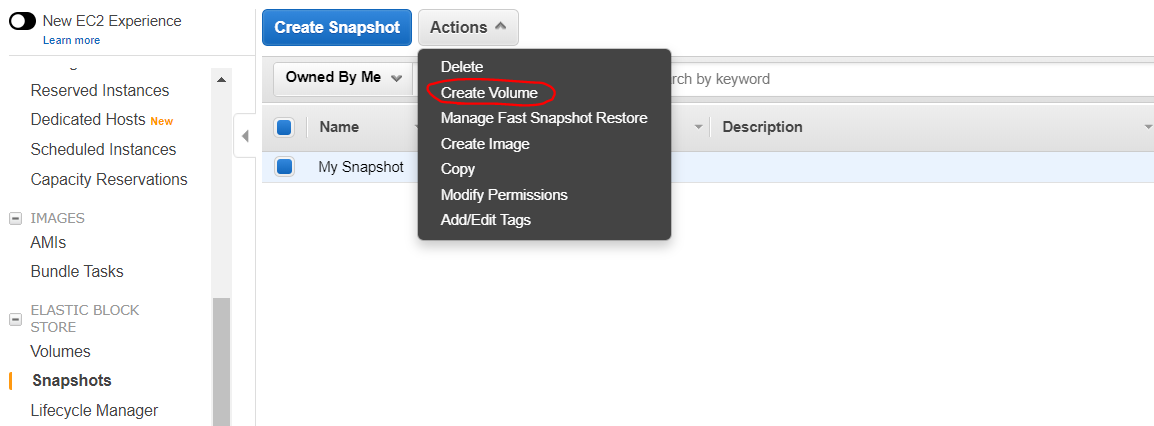 New EC2 Experience
Learn more
Reserved Instances
Dedicated Hosts New
Scheduled Instances
Capacity Reservations
IMAGES
AMIs
Bundle Tasks
ELASTIC BLOCK
STORE
Volumes
Snapshots
Lifecycle Manager
Create Snapshot
Actions
Delete
Create Volume
Manage Fast Snapshot Restore
Create Image
Copy
Modify Permissions
Add/Edit Tags
Owned By Me
by keyword
Name
Description
My Snapshot